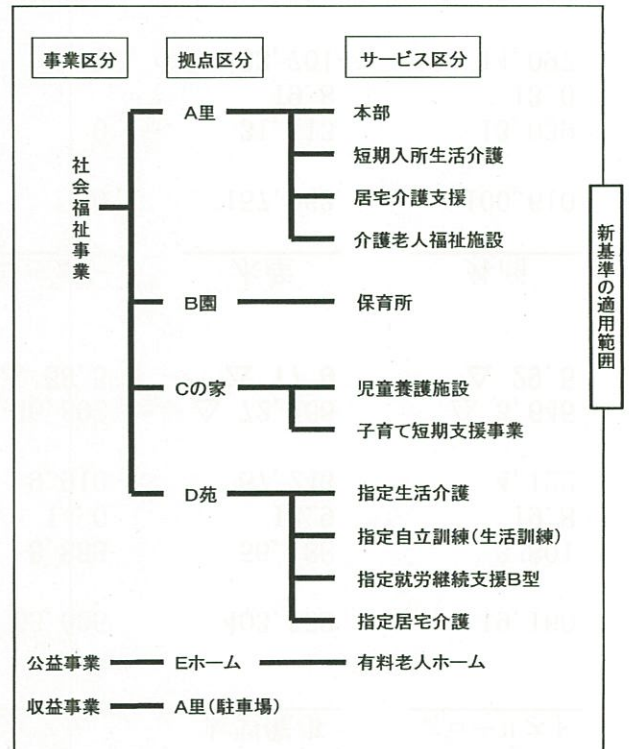 事業区分 拠点区分 サービス区分
社会福祉事業
A里 本部
短期入所生活介護
居宅介護支援
介護老人福祉施設
B園 保育所
Cの家 児童養護施設
子育て短期支援事業
D苑 指定生活介護
指定自立訓練(生活訓練)
指定就労継続支援B型
指定居宅介護
公益事業 Eホーム 有料老人ホーム
収益事業 A里(駐車場)
新基準の適用範囲